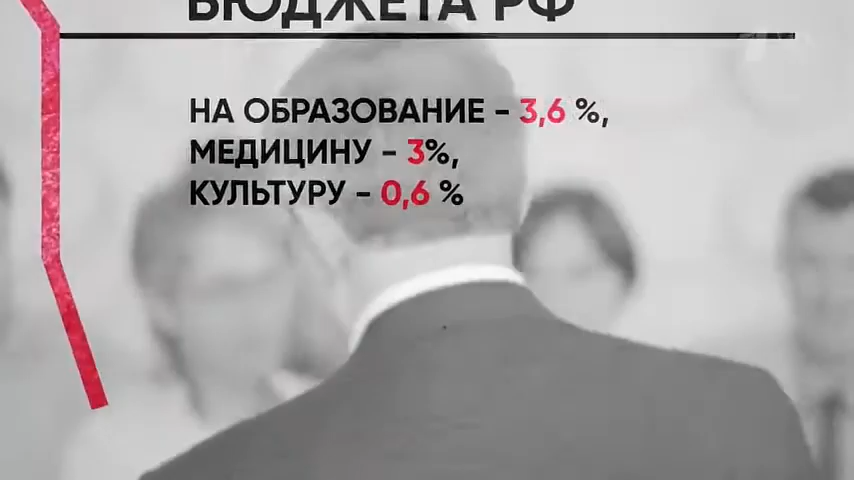 БЮДЖЕТА РФ
НА ОБРАЗОВАНИЕ – 3,6 %,
МЕДИЦИНУ – 3%,
КУЛЬТУРУ – 0,6 %